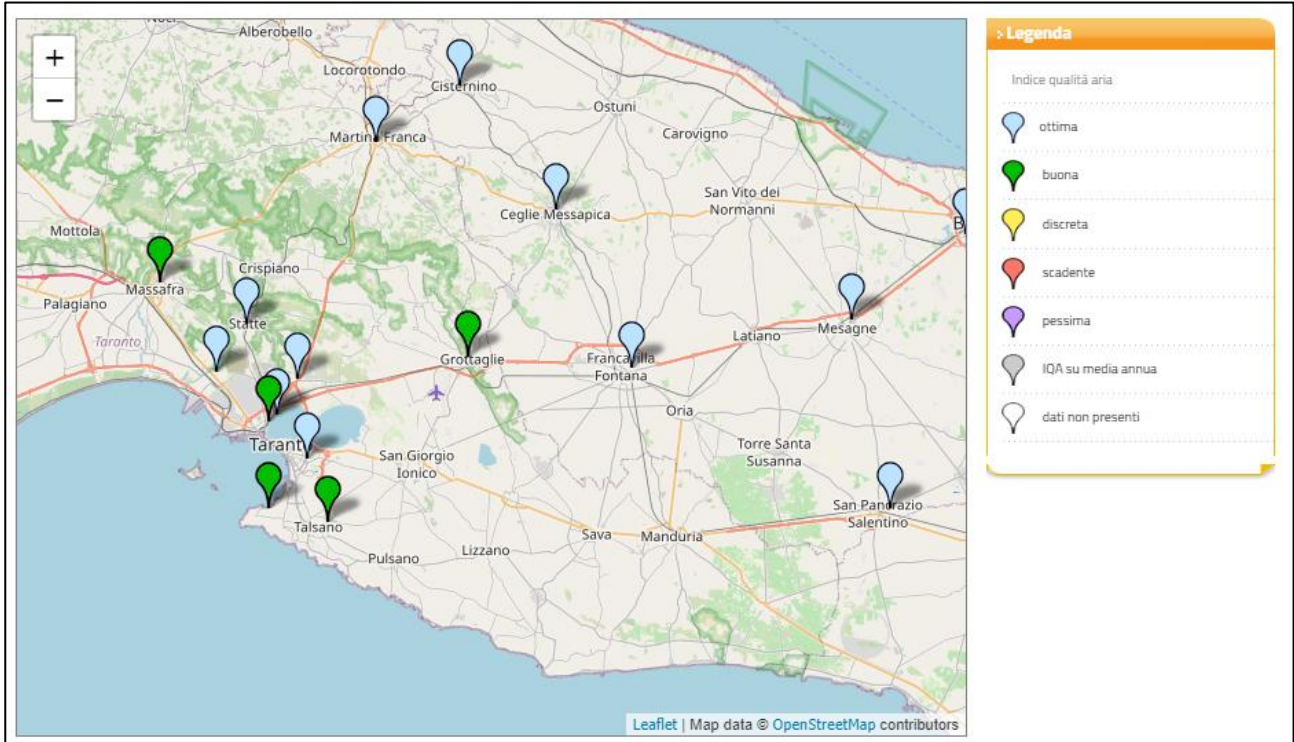 Noci
Alberobello
+
−
Locorotondo
Cisternino
Ostuni
Carovigno
Martina Franca
San Vito dei
Normanni
Ceglie Messapica
Mottola
Crispiano
Massafra
Palagiano
Statte
Taranto
Grottaglie
Francavilla
Fontana
Latiano
Mesagne
Oria
Taranto
San Giorgio
Ionico
Torre Santa
Susanna
San Pancrazio
Salentino
Talsano
Sava
Manduria
Lizzano
Pulsano
Leaflet | Map data © OpenStreetMap contributors
› Legenda
Indice qualità aria
ottima
buona
discreta
scadente
pessima
IQA su media annua
dati non presenti